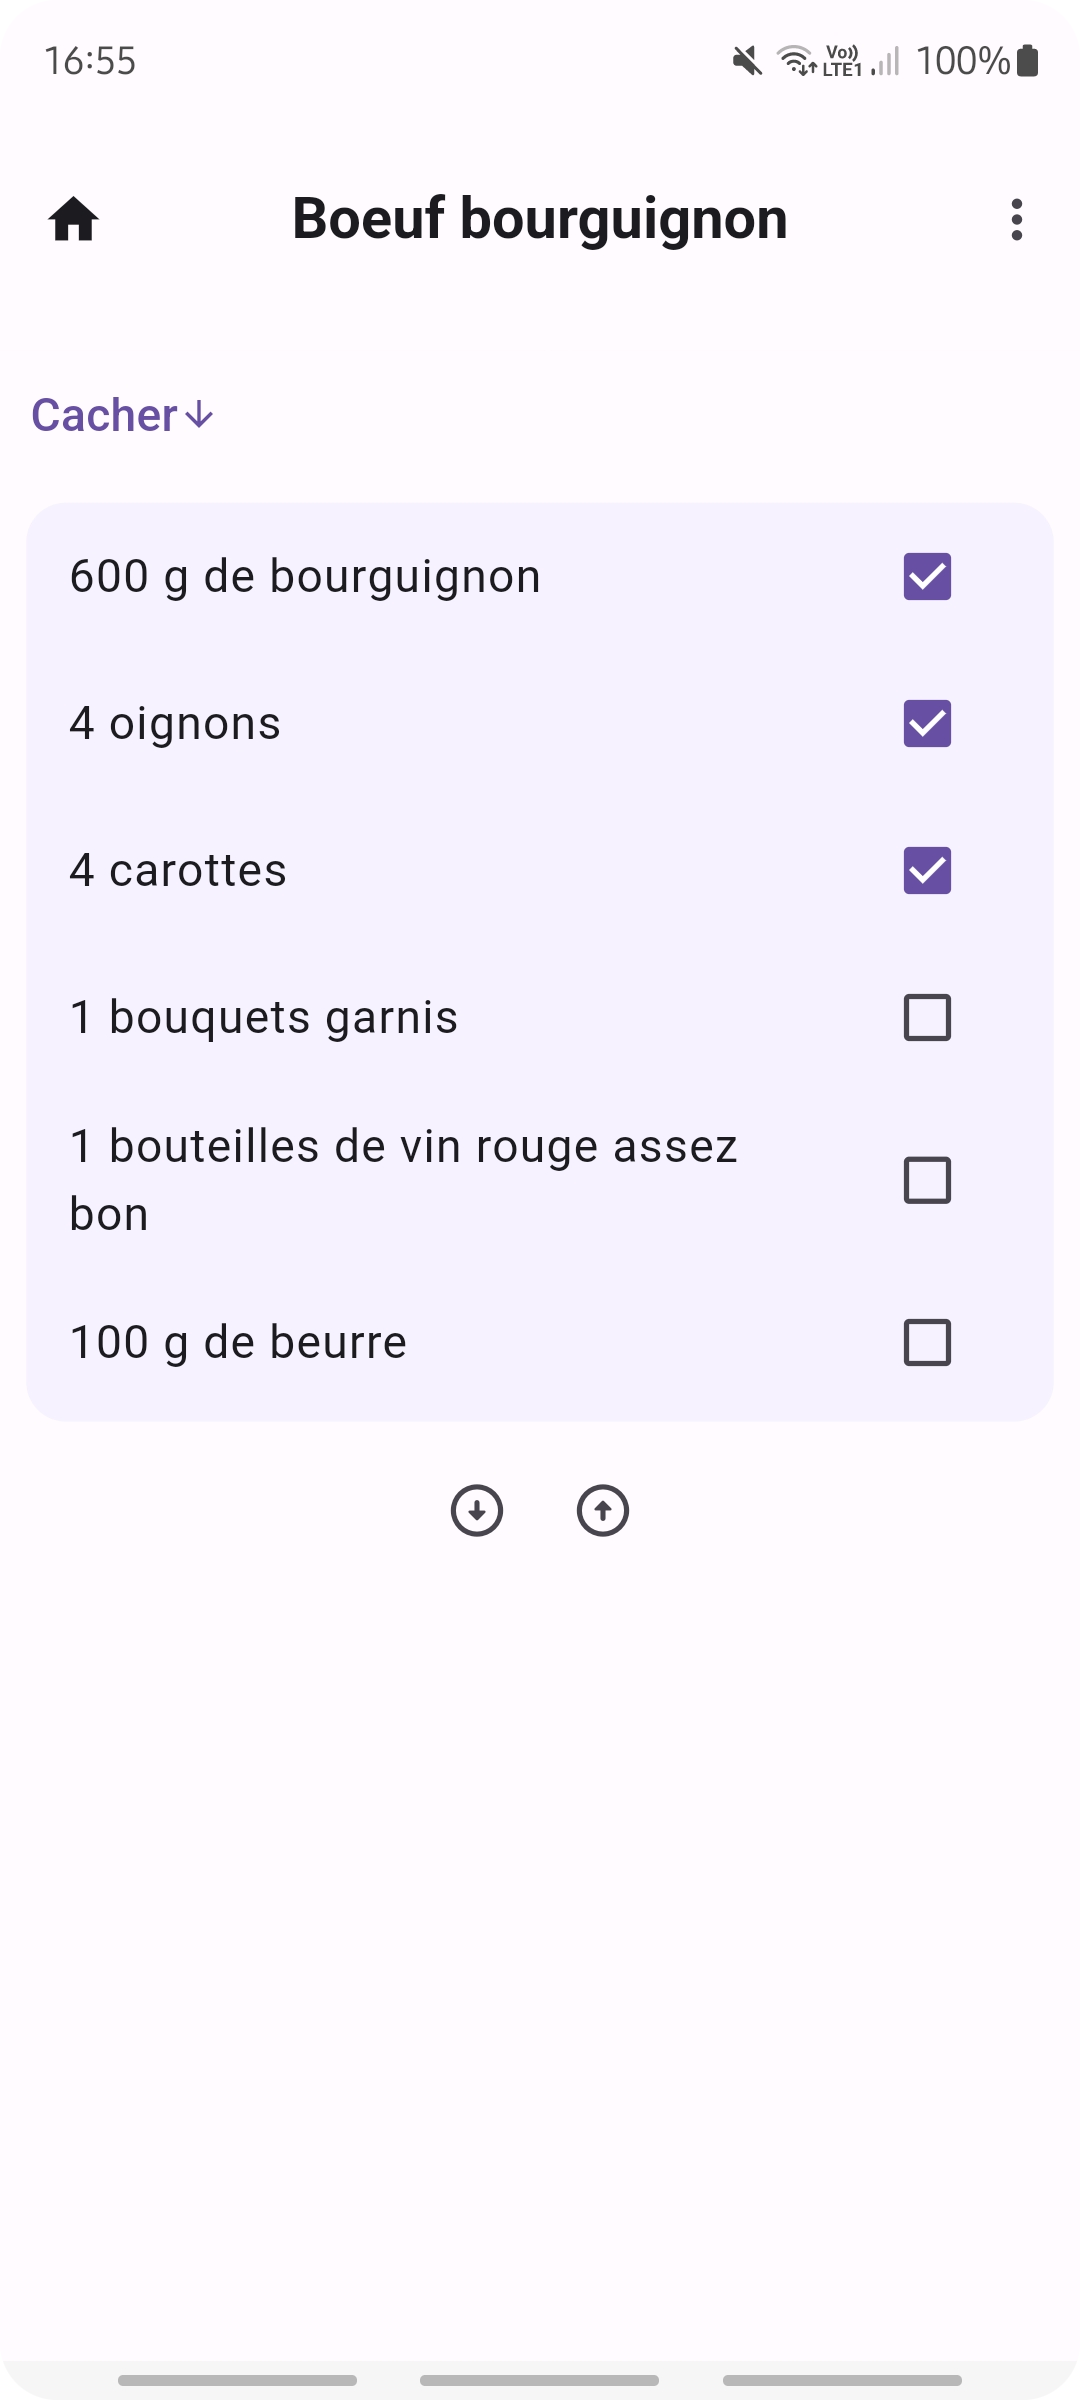 16:55
Vo))
LTE1
100%
Boeuf bourguignon
Cacher
600 g de bourguignon
4 oignons
4 carottes
1 bouquets garnis
1 bouteilles de vin rouge assez
bon
100 g de beurre